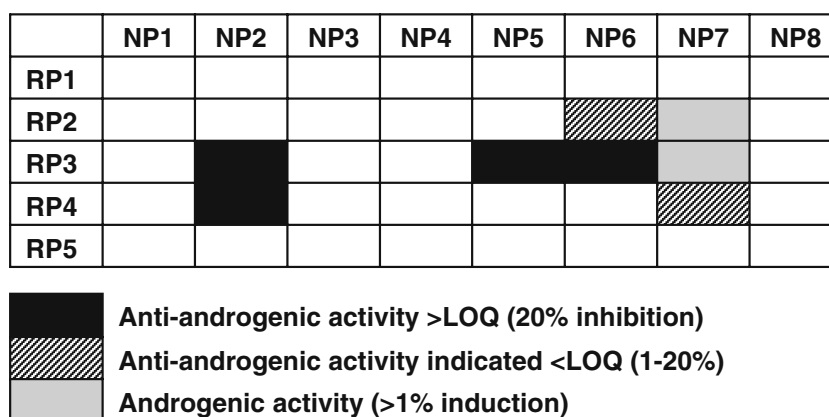 NP1 NP2 NP3 NP4 NP5 NP6 NP7 NP8
RP1
RP2
RP3
RP4
RP5
Anti-androgenic activity >LOQ (20% inhibition)
Anti-androgenic activity indicated <LOQ (1-20%)
Androgenic activity (>1% induction)